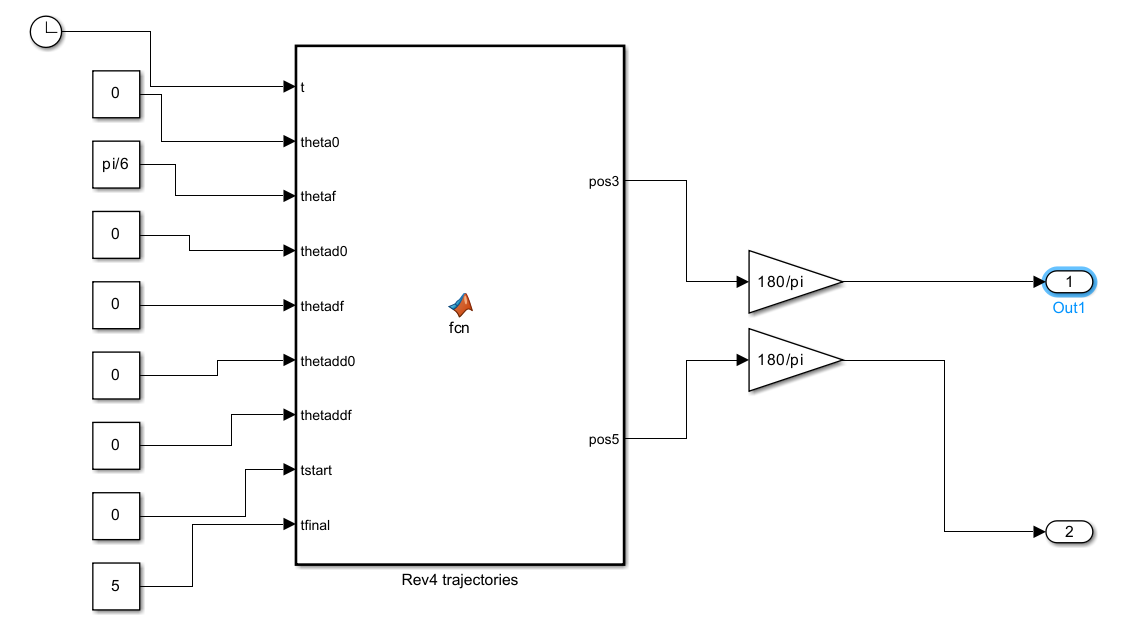 0
t
theta0
pi/6
thetaf
0
thetad0
0
thetadf
0
thetadd0
0
thetaddf
0
tstart
5
tfinal
fcn
pos3
pos5
Rev4 trajectories
180/pi
180/pi
1
Out1
2